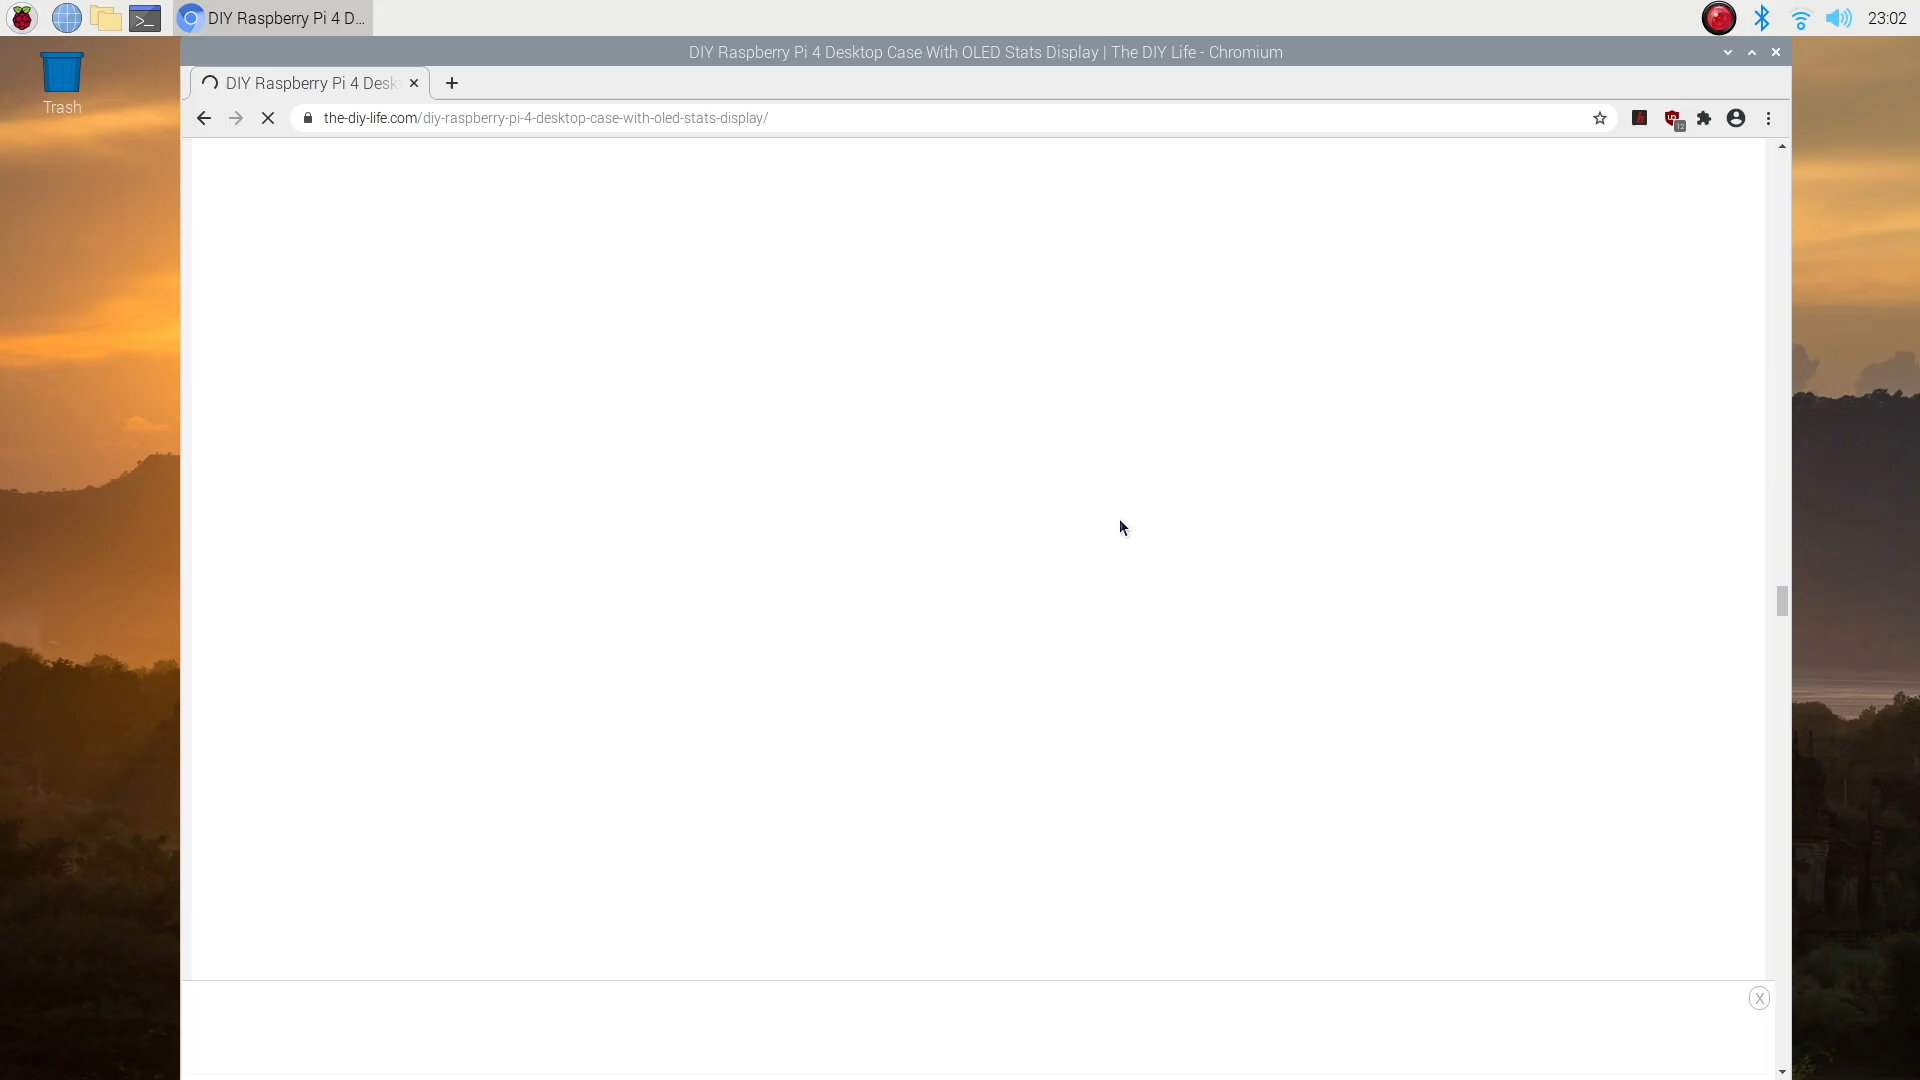 DIY Raspberry Pi 4 D...
23:02
Trash
DIY Raspberry Pi 4 Desktop Case With OLED Stats Display | The DIY Life - Chromium
DIY Raspberry Pi 4 Desk
the-diy-life.com/diy-raspberry-pi-4-desktop-case-with-oled-stats-display/
12
X